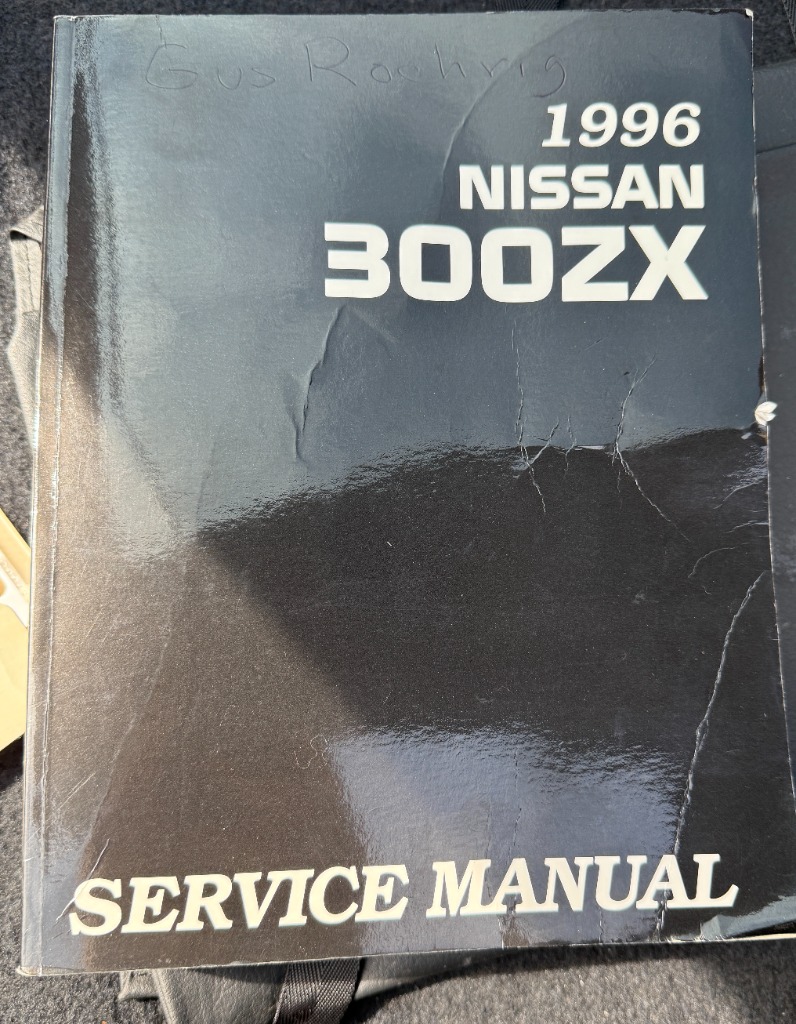 Gus Roehrig
1996
NISSAN
300ZX
SERVICE MANUAL